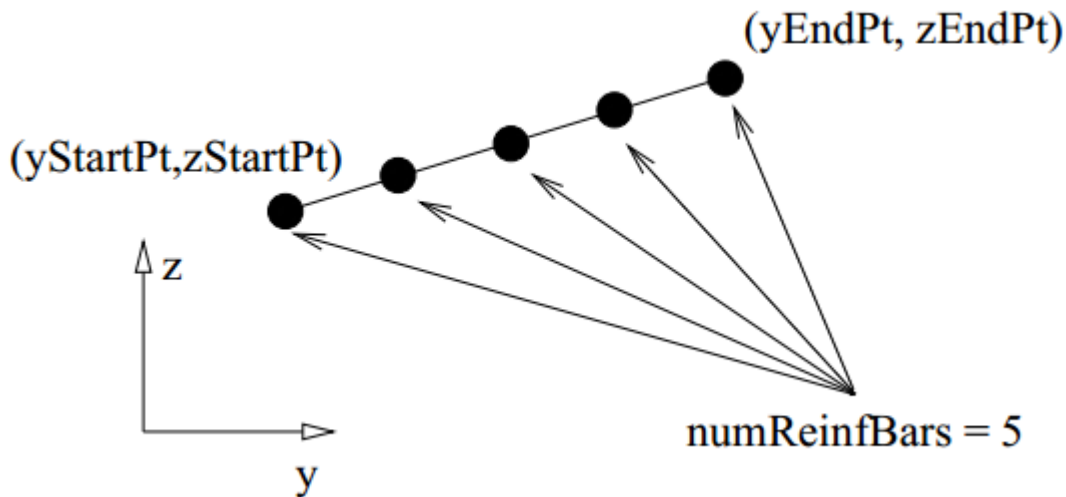 (yEndPt, zEndPt)
(yStartPt,zStartPt)
z
y
numReinfBars = 5